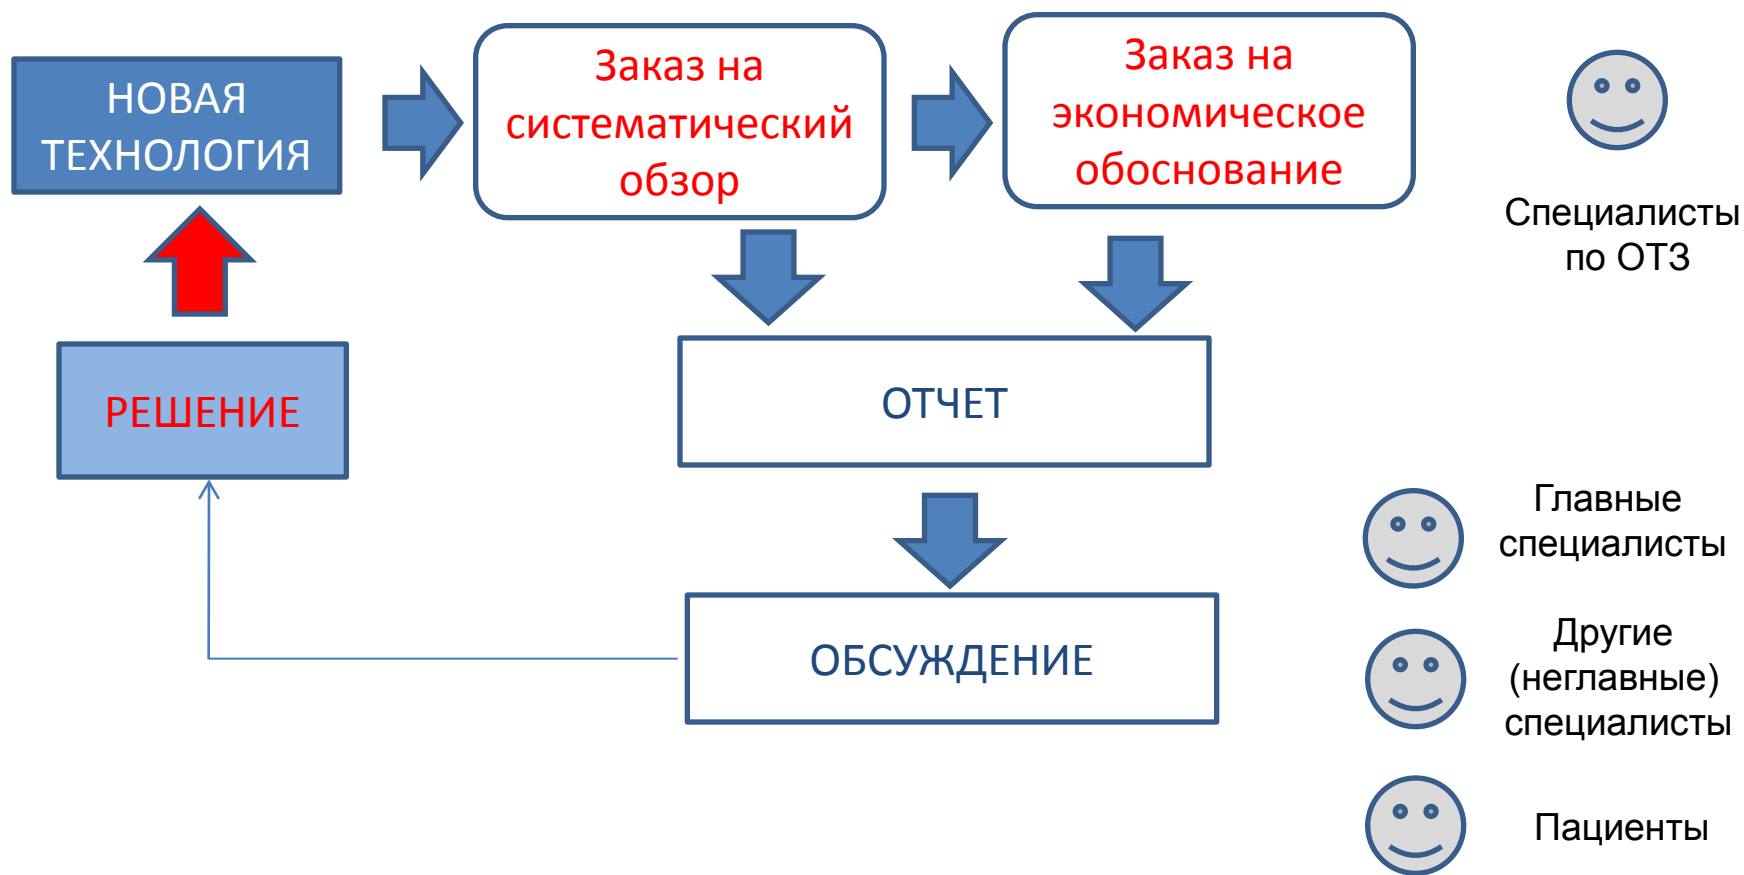 НОВАЯ
ТЕХНОЛОГИЯ
Заказ на
систематический
обзор
Заказ на
экономическое
обоснование
Специалисты
по ОТЗ
РЕШЕНИЕ
ОТЧЕТ
Главные
специалисты
ОБСУЖДЕНИЕ
Другие
(неглавные)
специалисты
Пациенты